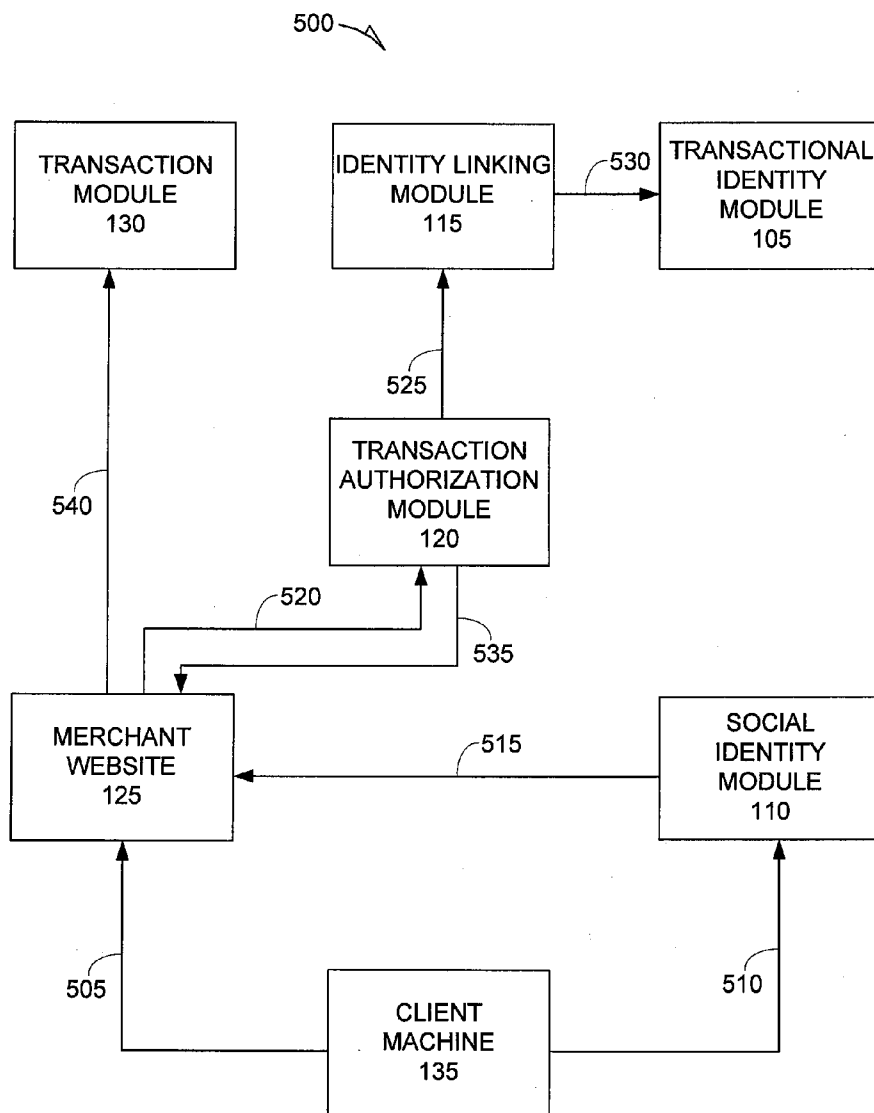 500
TRANSACTION
MODULE
130
IDENTITY LINKING
MODULE
115
530
TRANSACTIONAL
IDENTITY
MODULE
105
525
TRANSACTION
AUTHORIZATION
MODULE
120
540
520
535
MERCHANT
WEBSITE
125
515
SOCIAL
IDENTITY
MODULE
110
505
510
CLIENT
MACHINE
135